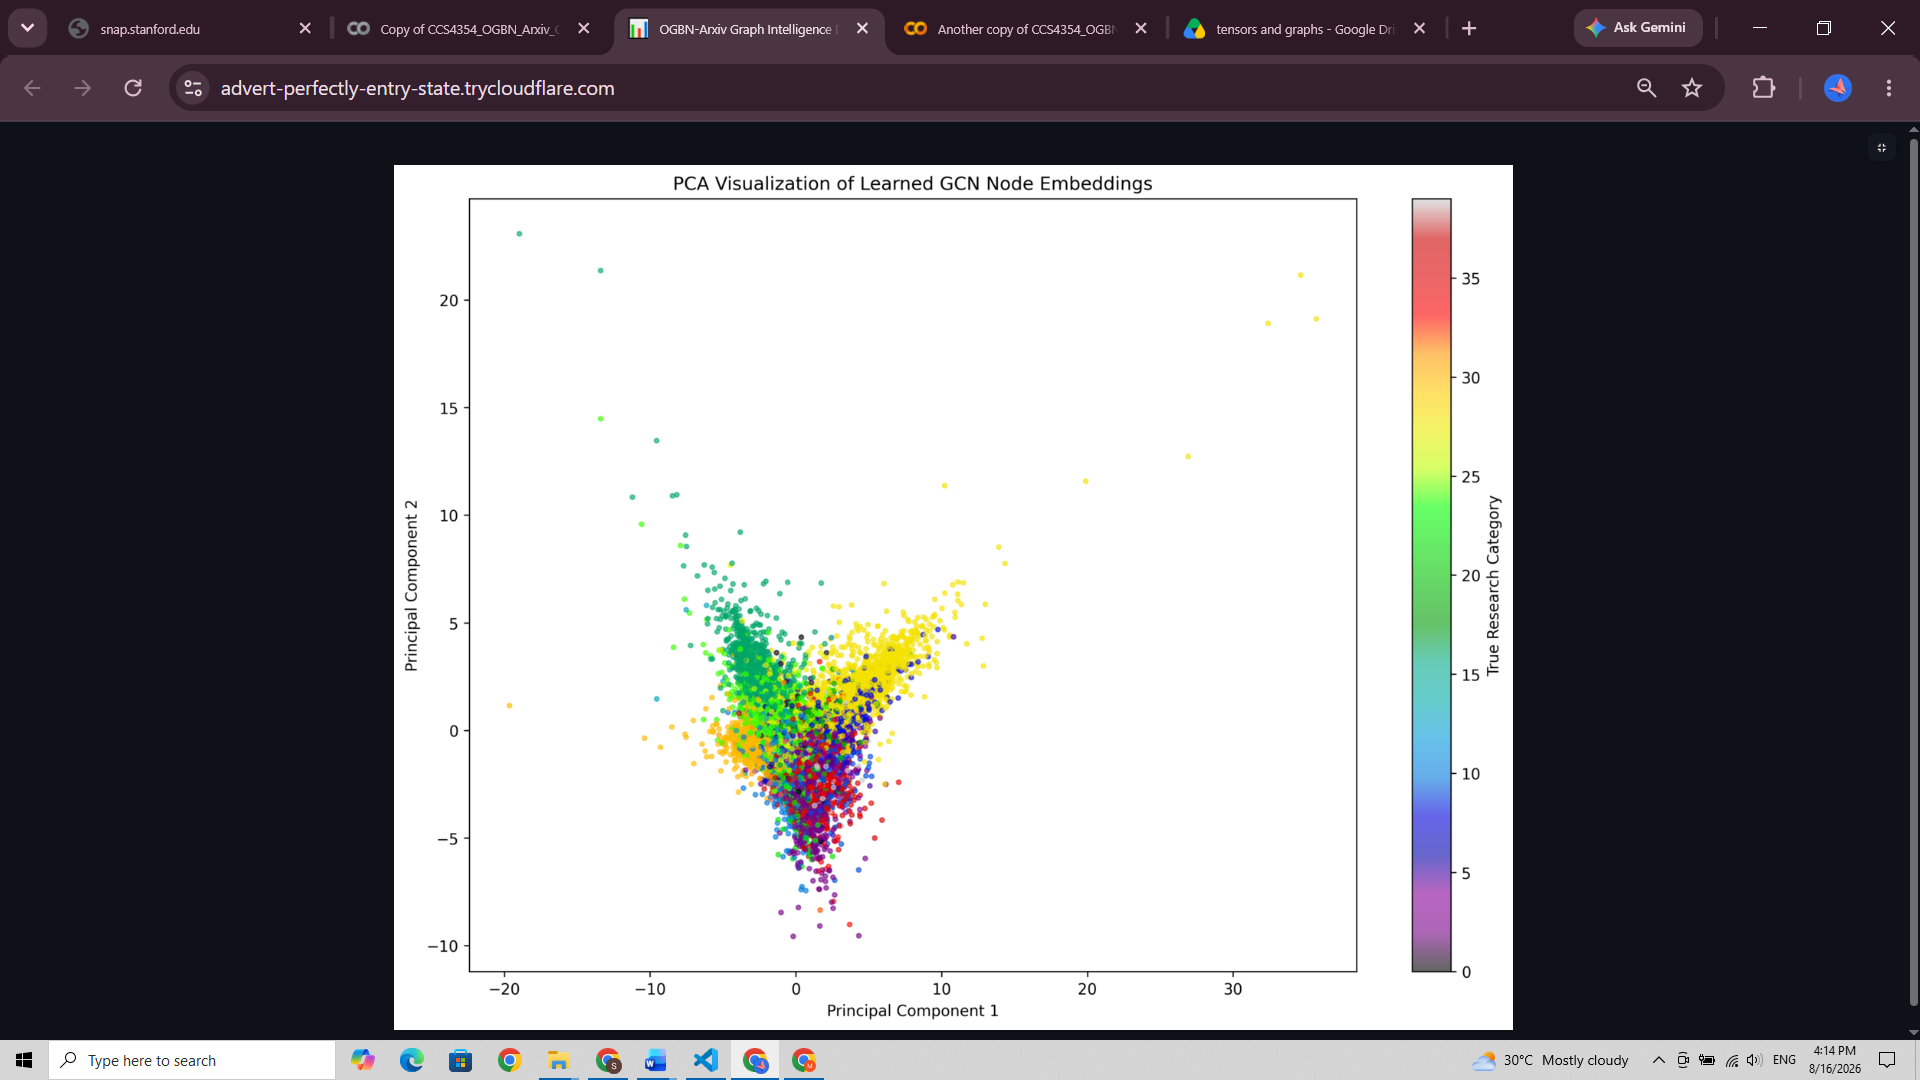 snap.stanford.edu
Copy of CCS4354_OGBN_Arxiv_
OGBN-Arxiv Graph Intelligence
Another copy of CCS4354_OGBN
tensors and graphs - Google Dri
Ask Gemini
advert-perfectly-entry-state.trycloudflare.com
PCA Visualization of Learned GCN Node Embeddings
20
15
10
5
0
−5
−10
Principal Component 2
−20
−10
0
10
20
30
Principal Component 1
35
30
25
20
15
10
5
0
True Research Category
Type here to search
30°C Mostly cloudy
ENG
4:14 PM
8/16/2026